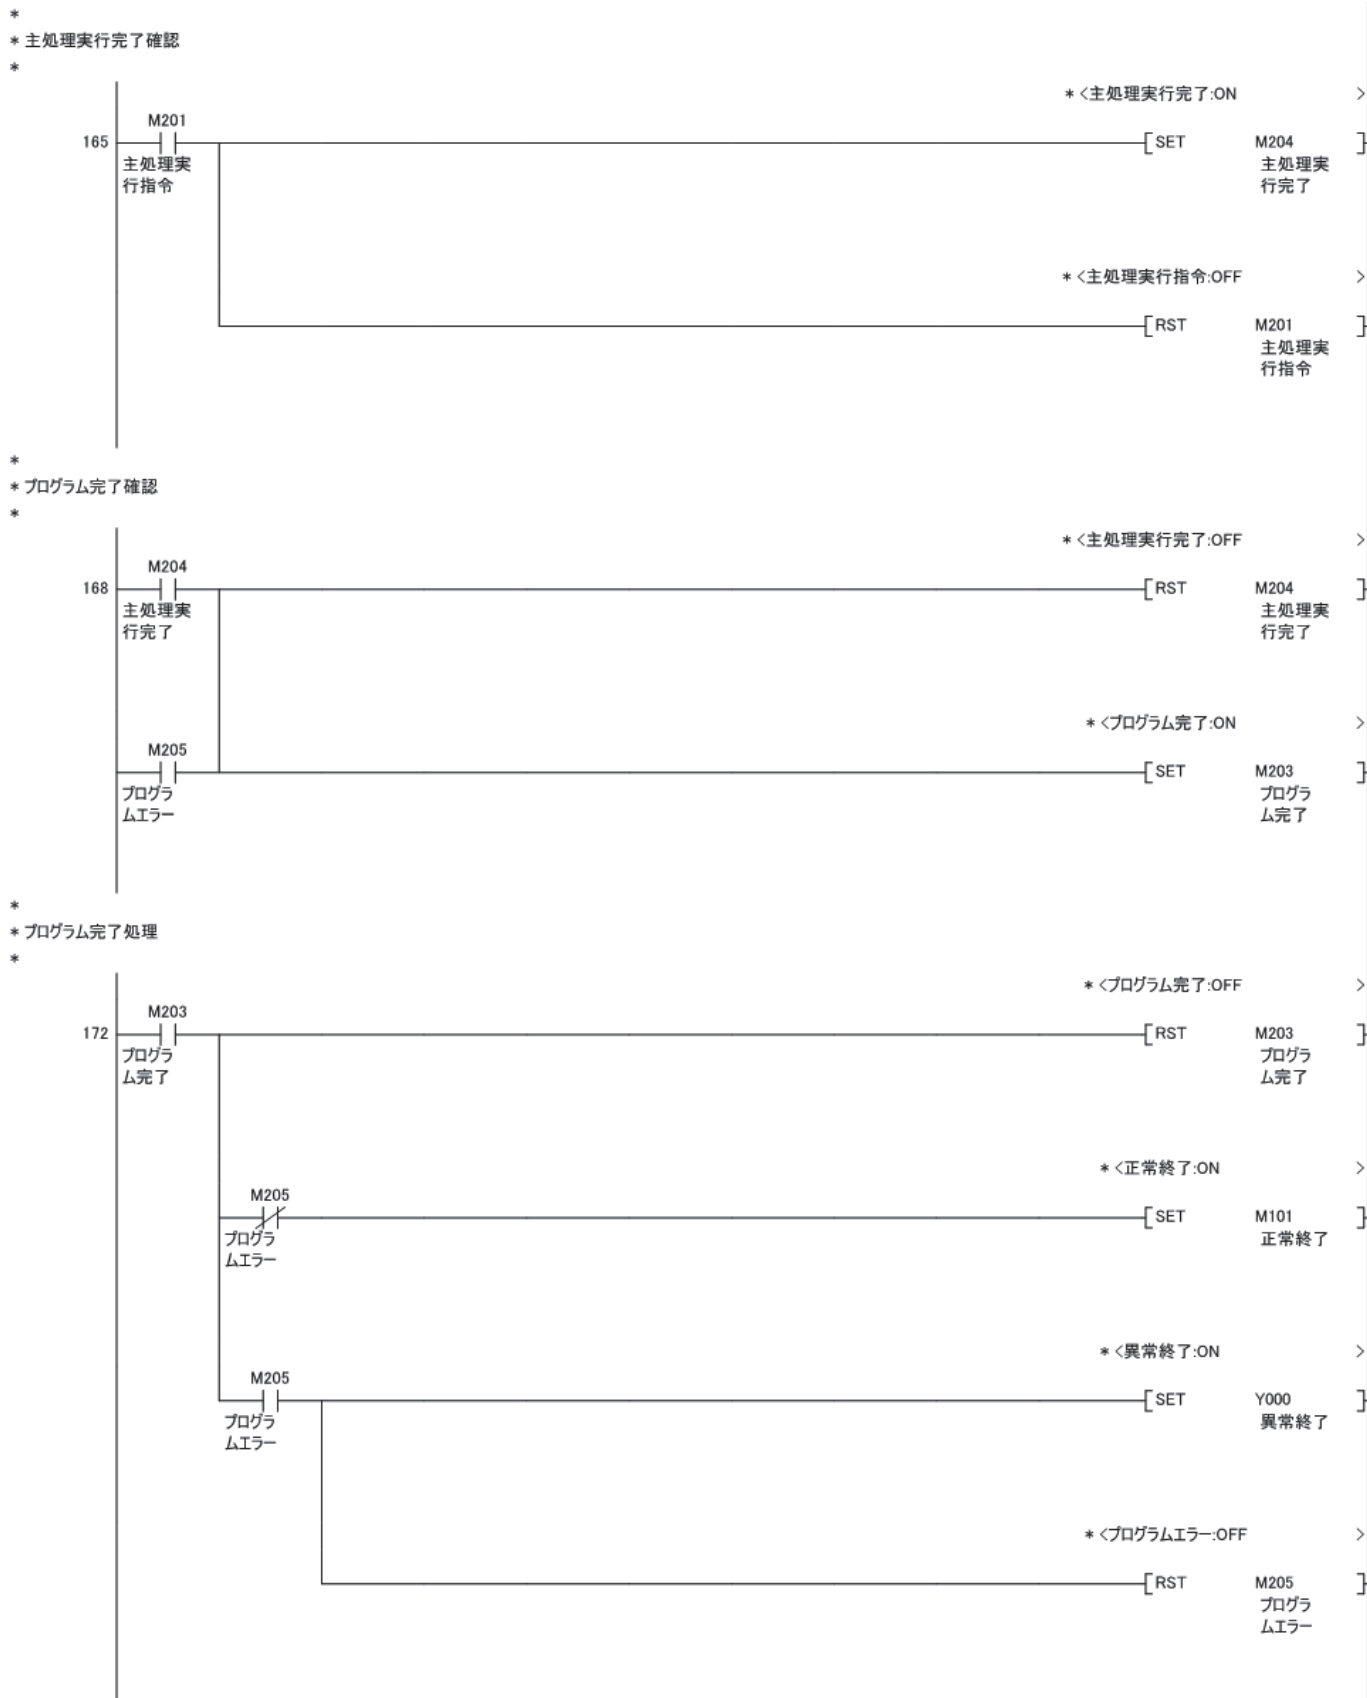 *
* 主処理実行完了確認
*
* <主処理実行完了:ON >
M201
165 SET M204
主処理実 主処理実
行指令 行完了
* <主処理実行指令:OFF >
RST M201
主処理実
行指令
*
* プログラム完了確認
*
* <主処理実行完了:OFF >
M204
168 RST M204
主処理実 主処理実
行完了 行完了
* <プログラム完了:ON >
M205
SET M203
プログラ プログラ
ムエラー ム完了
*
* プログラム完了処理
*
* <プログラム完了:OFF >
M203
172 RST M203
プログラ プログラ
ム完了 ム完了
* <正常終了:ON >
M205
SET M101
プログラ 正常終了
ムエラー
* <異常終了:ON >
M205
SET Y000
プログラ 異常終了
ムエラー
* <プログラムエラー:OFF >
RST M205
プログラ
ムエラー